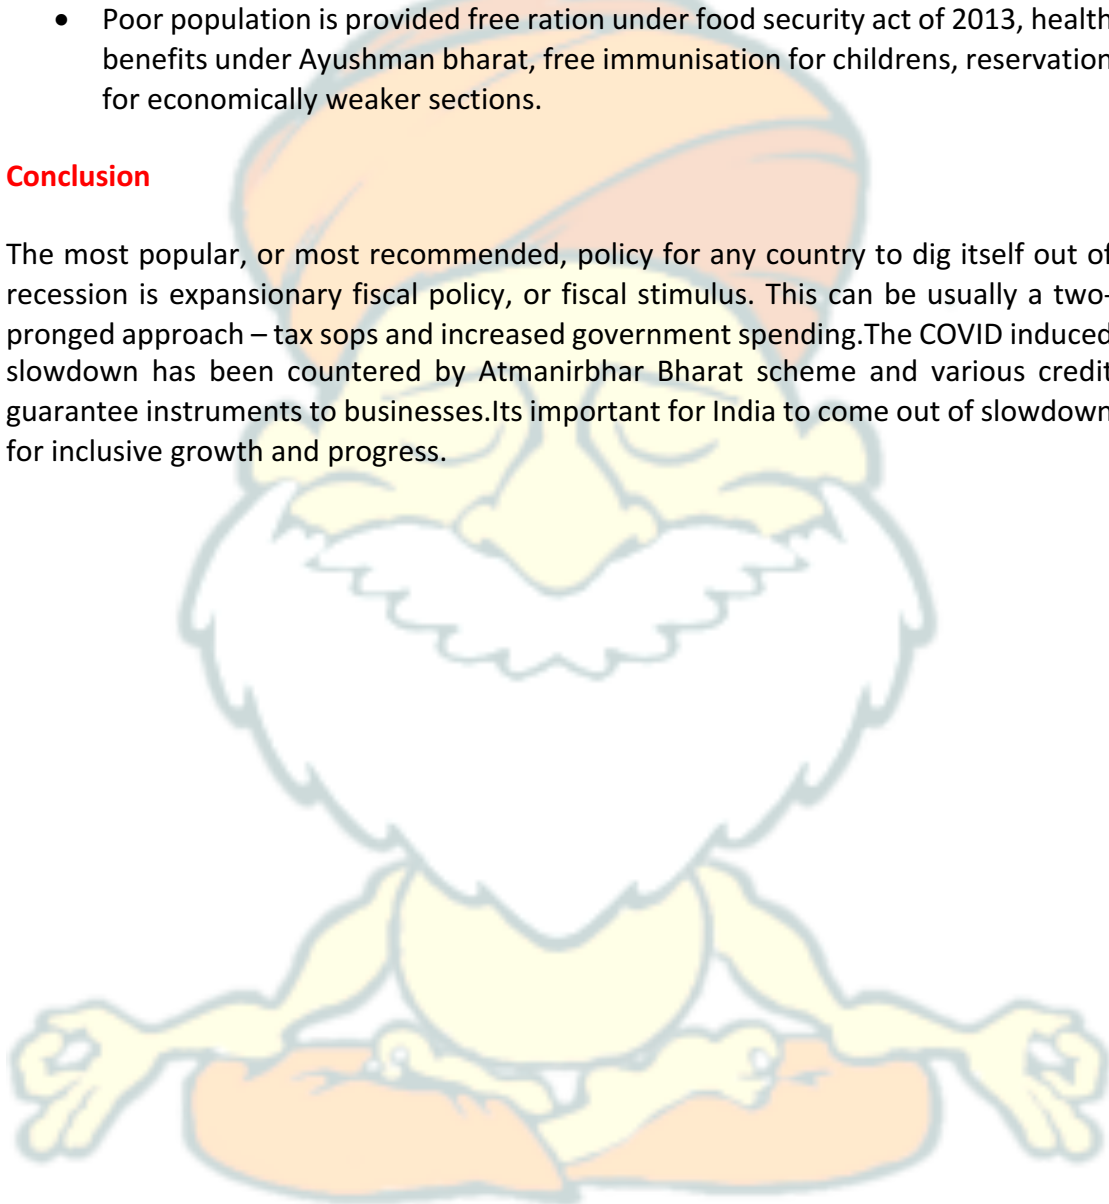 • Poor population is provided free ration under food security act of 2013, health
benefits under Ayushman bharat, free immunisation for childrens, reservation
for economically weaker sections.
Conclusion
The most popular, or most recommended, policy for any country to dig itself out of
recession is expansionary fiscal policy, or fiscal stimulus. This can be usually a two-
pronged approach – tax sops and increased government spending.The COVID induced
slowdown has been countered by Atmanirbhar Bharat scheme and various credit
guarantee instruments to businesses.Its important for India to come out of slowdown
for inclusive growth and progress.